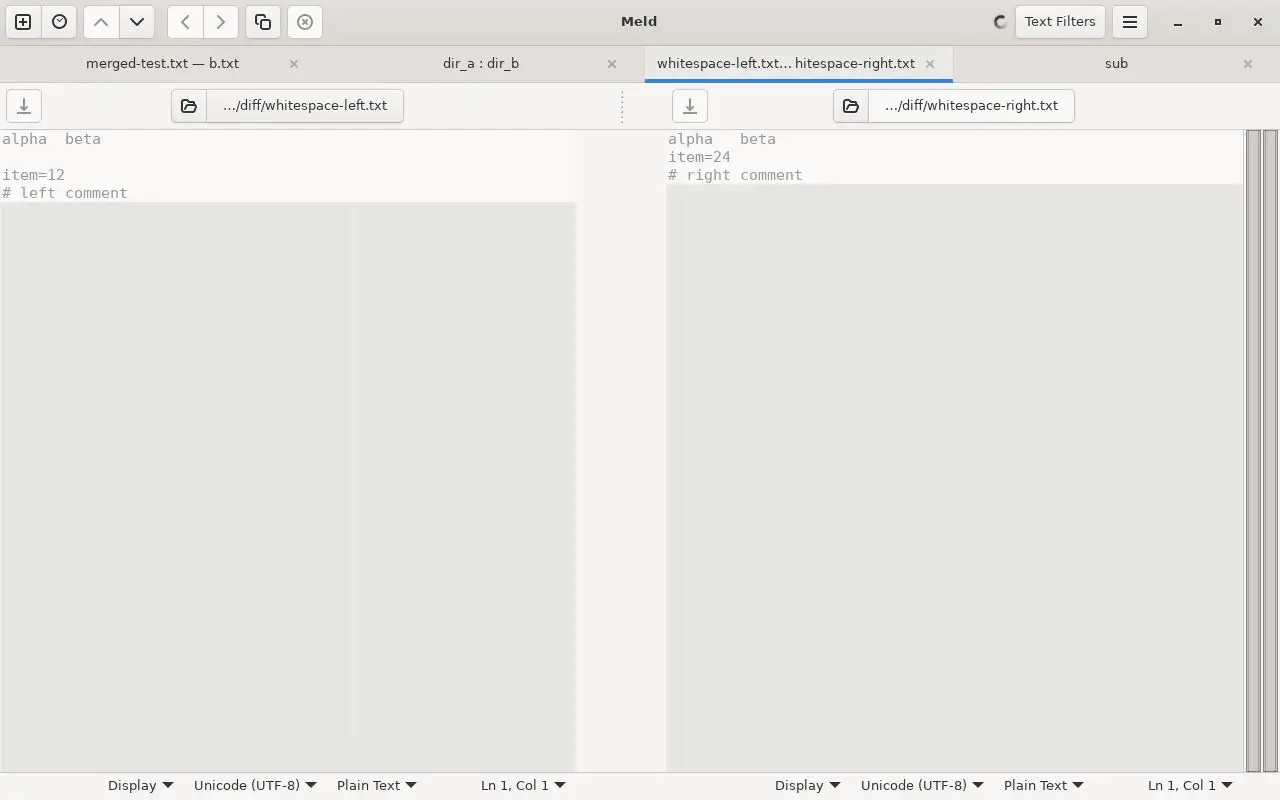 Meld
Text Filters
merged-test.txt — b.txt
dir_a : dir_b
whitespace-left.txt... hitespace-right.txt
sub
.../diff/whitespace-left.txt
.../diff/whitespace-right.txt
alpha  beta
item=12
# left comment
alpha   beta
item=24
# right comment
Display Unicode (UTF-8) Plain Text Ln 1, Col 1
Display Unicode (UTF-8) Plain Text Ln 1, Col 1